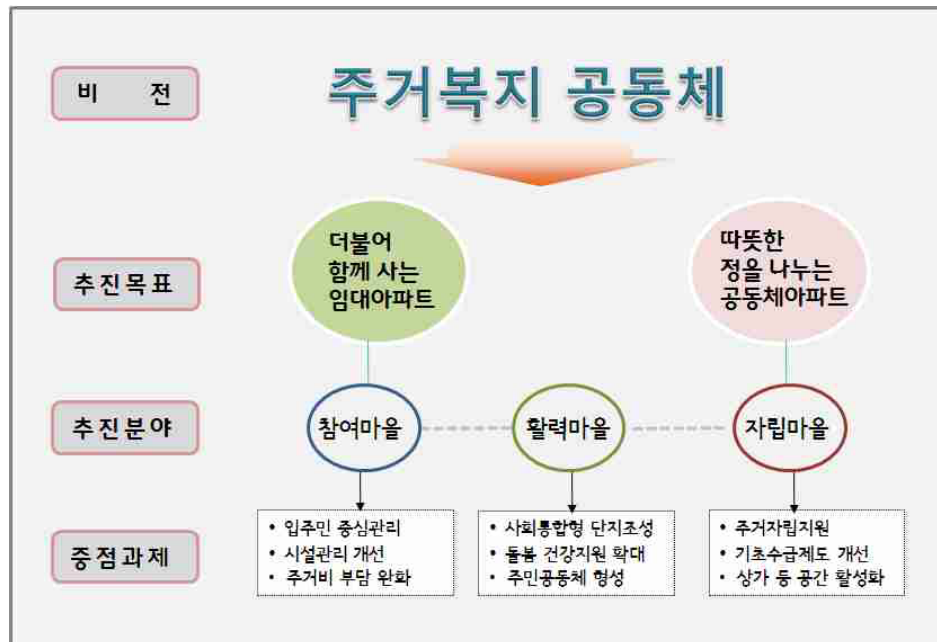 비 전
주거복지 공동체
추진목표
더불어
함께 사는
임대아파트
따뜻한
정을 나누는
공동체아파트
추진분야
참여마을
활력마을
자립마을
중점과제
• 입주민 중심관리
• 시설관리 개선
• 주거비 부담 완화
• 사회통합형 단지조성
• 돌봄 건강지원 확대
• 주민공동체 형성
• 주거자립지원
• 기초수급제도 개선
• 상가 등 공간 활성화